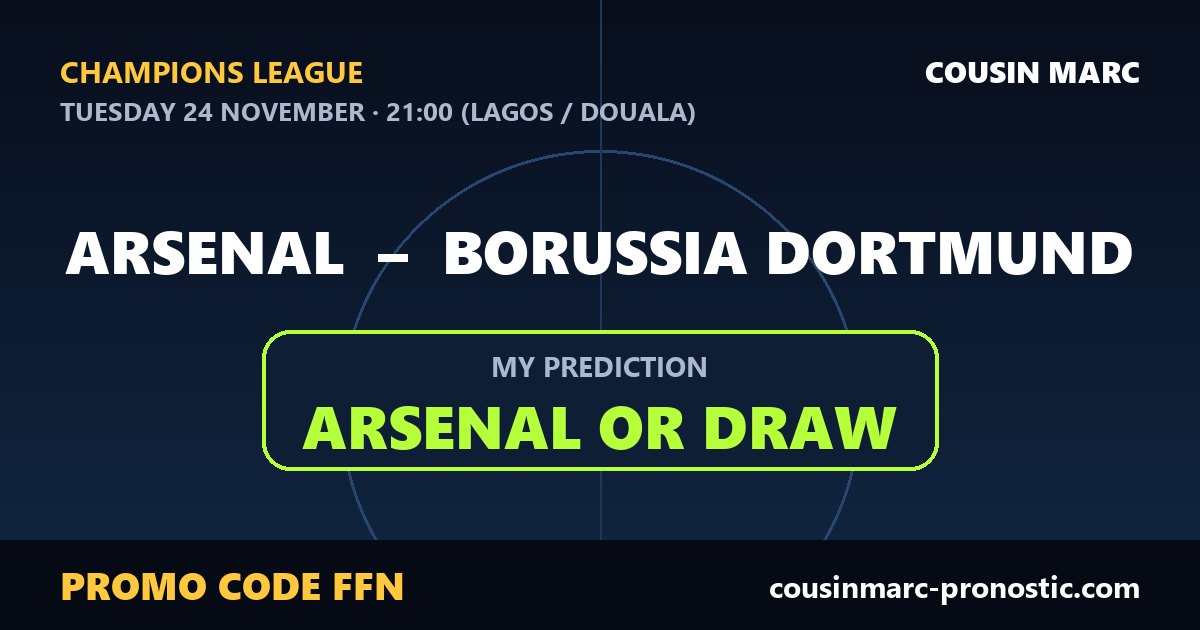 CHAMPIONS LEAGUE
COUSIN MARC
TUESDAY 24 NOVEMBER · 21:00 (LAGOS / DOUALA)
ARSENAL – BORUSSIA DORTMUND
MY PREDICTION
ARSENAL OR DRAW
PROMO CODE FFN
cousinmarc-pronostic.com